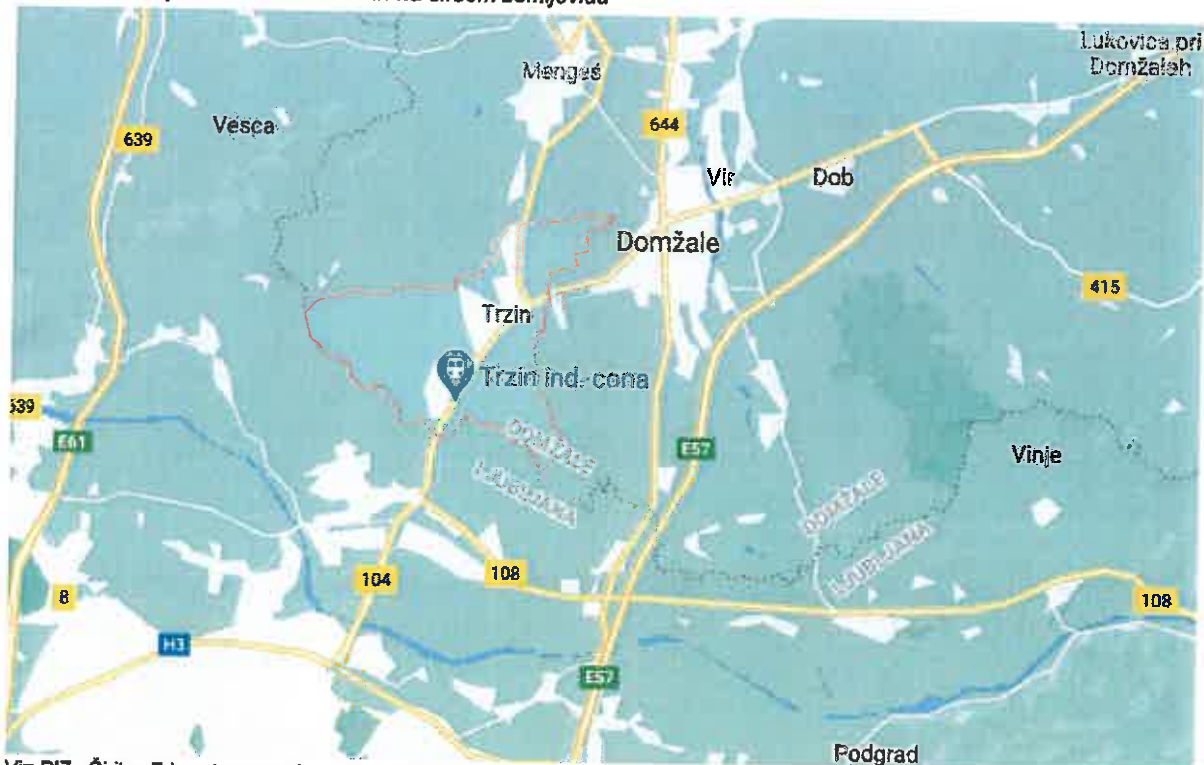 zemljevidu
Lukovica pri
Domžalah
Mengeš
639
Vesca
644
Vir
Dob
Domžale
415
Trzin
Trzin ind.-cona
E61
E57
DOMŽALE
LJUBLJANA
Vinje
DOMŽALE
LJUBLJANA
104
108
8
108
H3
E57
Podgrad